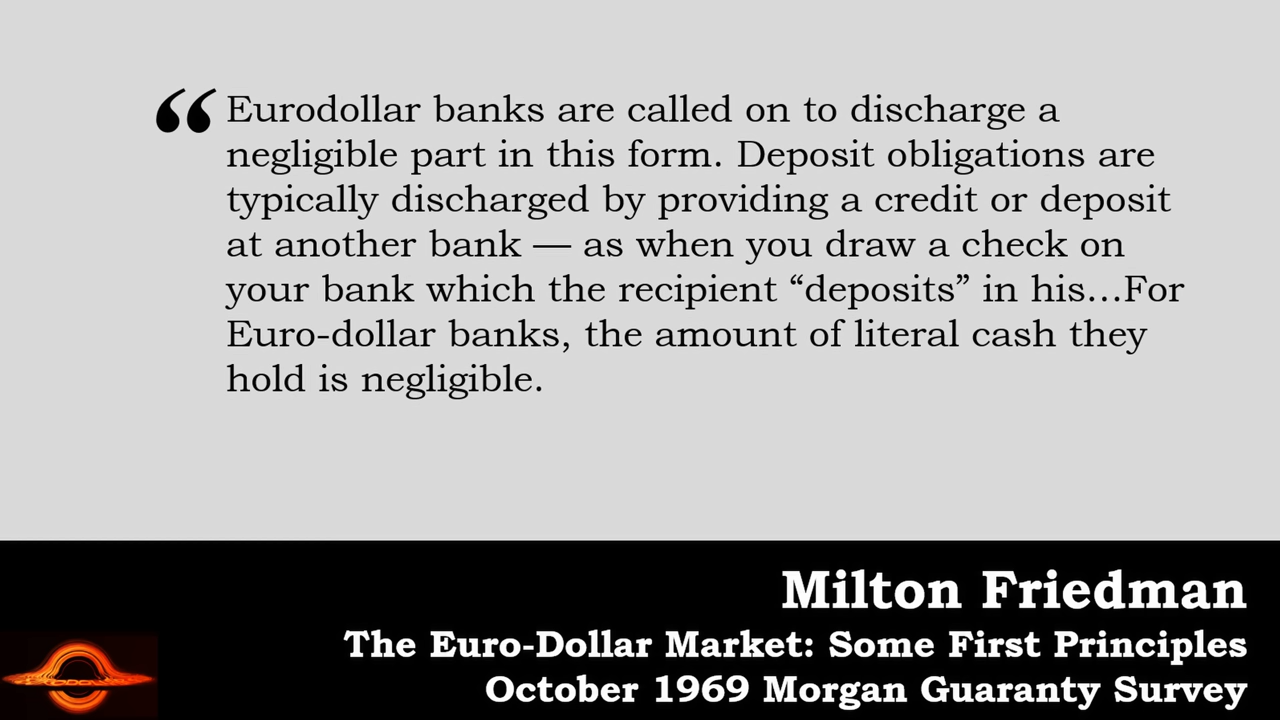 “Eurodollar banks are called on to discharge a
negligible part in this form. Deposit obligations are
typically discharged by providing a credit or deposit
at another bank — as when you draw a check on
your bank which the recipient “deposits” in his...For
Euro-dollar banks, the amount of literal cash they
hold is negligible.
Milton Friedman
The Euro-Dollar Market: Some First Principles
October 1969 Morgan Guaranty Survey